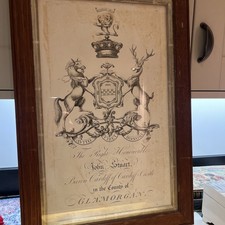 The Right Honourable
John Stuart
Baron Cardiff of Cardiff Castle
in the County of
GLAMORGAN.